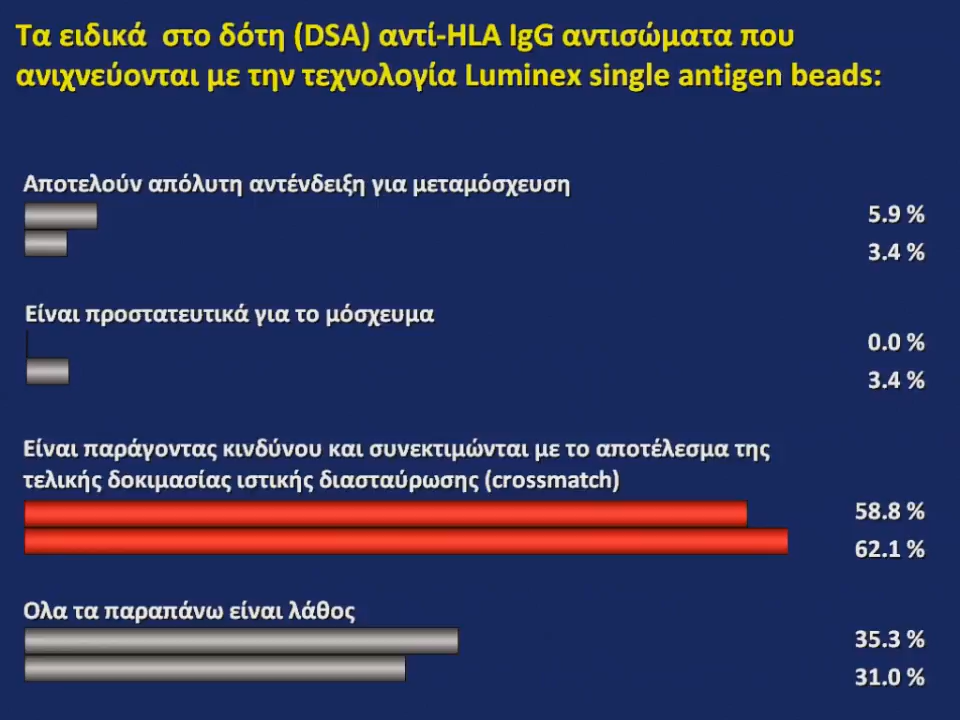 Τα ειδικά στο δότη (DSA) αντί-HLA IgG αντισώματα που
ανιχνεύονται με την τεχνολογία Luminex single antigen beads:
Αποτελούν απόλυτη αντένδειξη για μεταμόσχευση
5.9 %
3.4 %
Είναι προστατευτικά για το μόσχευμα
0.0 %
3.4 %
Είναι παράγοντας κινδύνου και συνεκτιμώνται με το αποτέλεσμα της
τελικής δοκιμασίας ιστικής διασταύρωσης (crossmatch)
58.8 %
62.1 %
Ολα τα παραπάνω είναι λάθος
35.3 %
31.0 %